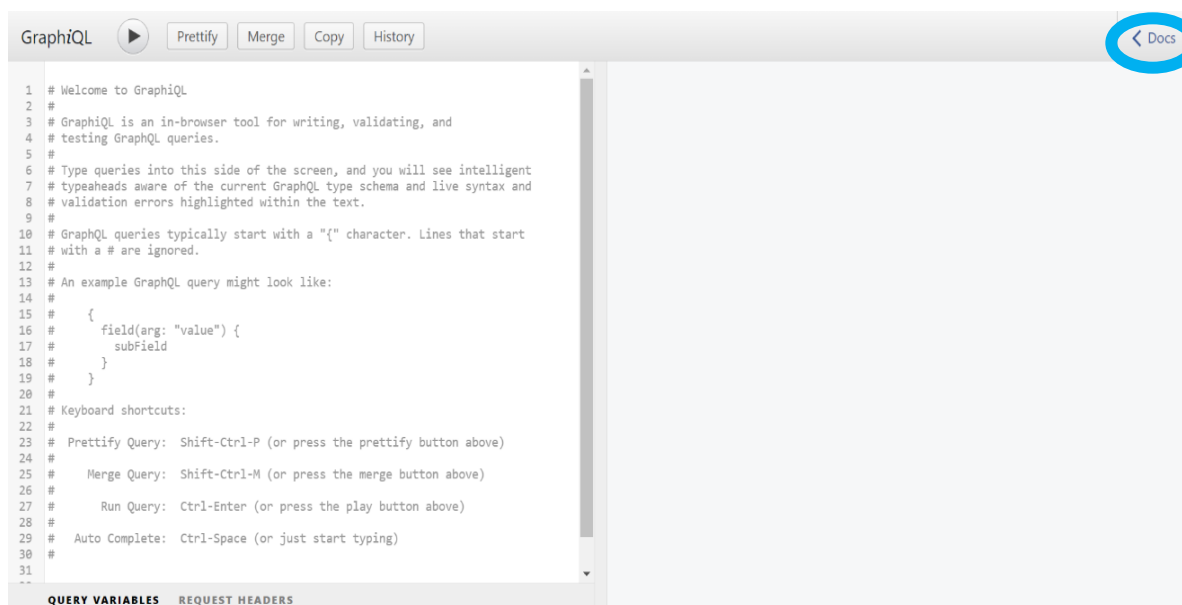 GraphiQL Prettify Merge Copy History Docs
1 # Welcome to GraphiQL
2 #
3 # GraphiQL is an in-browser tool for writing, validating, and
4 # testing GraphQL queries.
5 #
6 # Type queries into this side of the screen, and you will see intelligent
7 # typeaheads aware of the current GraphQL type schema and live syntax and
8 # validation errors highlighted within the text.
9 #
10 # GraphQL queries typically start with a "{" character. Lines that start
11 # with a # are ignored.
12 #
13 # An example GraphQL query might look like:
14 #
15 #     {
16 #       field(arg: "value") {
17 #         subField
18 #       }
19 #     }
20 #
21 # Keyboard shortcuts:
22 #
23 #  Prettify Query:  Shift-Ctrl-P (or press the prettify button above)
24 #
25 #     Merge Query:  Shift-Ctrl-M (or press the merge button above)
26 #
27 #       Run Query:  Ctrl-Enter (or press the play button above)
28 #
29 #   Auto Complete:  Ctrl-Space (or just start typing)
30 #
31
QUERY VARIABLES REQUEST HEADERS